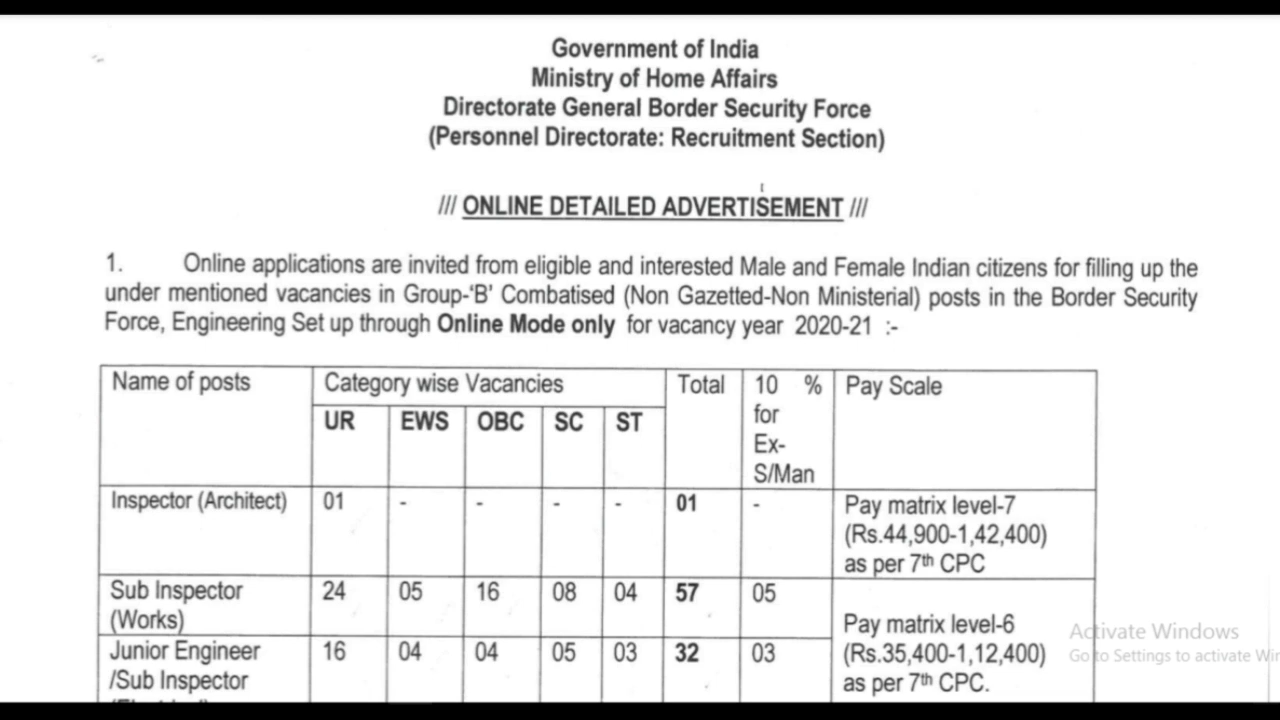 Government of India
Ministry of Home Affairs
Directorate General Border Security Force
(Personnel Directorate: Recruitment Section)
/// ONLINE DETAILED ADVERTISEMENT ///
1. Online applications are invited from eligible and interested Male and Female Indian citizens for filling up the
under mentioned vacancies in Group-‘B’ Combatised (Non Gazetted-Non Ministerial) posts in the Border Security
Force, Engineering Set up through Online Mode only for vacancy year 2020-21 :-
Name of posts Category wise Vacancies Total 10 % Pay Scale
UR EWS OBC SC ST for
Ex-
S/Man
Inspector (Architect) 01 - - - - 01 - Pay matrix level-7
(Rs.44,900-1,42,400)
as per 7th CPC
Sub Inspector 24 05 16 08 04 57 05
(Works) Pay matrix level-6
Junior Engineer 16 04 04 05 03 32 03 (Rs.35,400-1,12,400)
/Sub Inspector as per 7th CPC.
Activate Windows
Go to Settings to activate Win